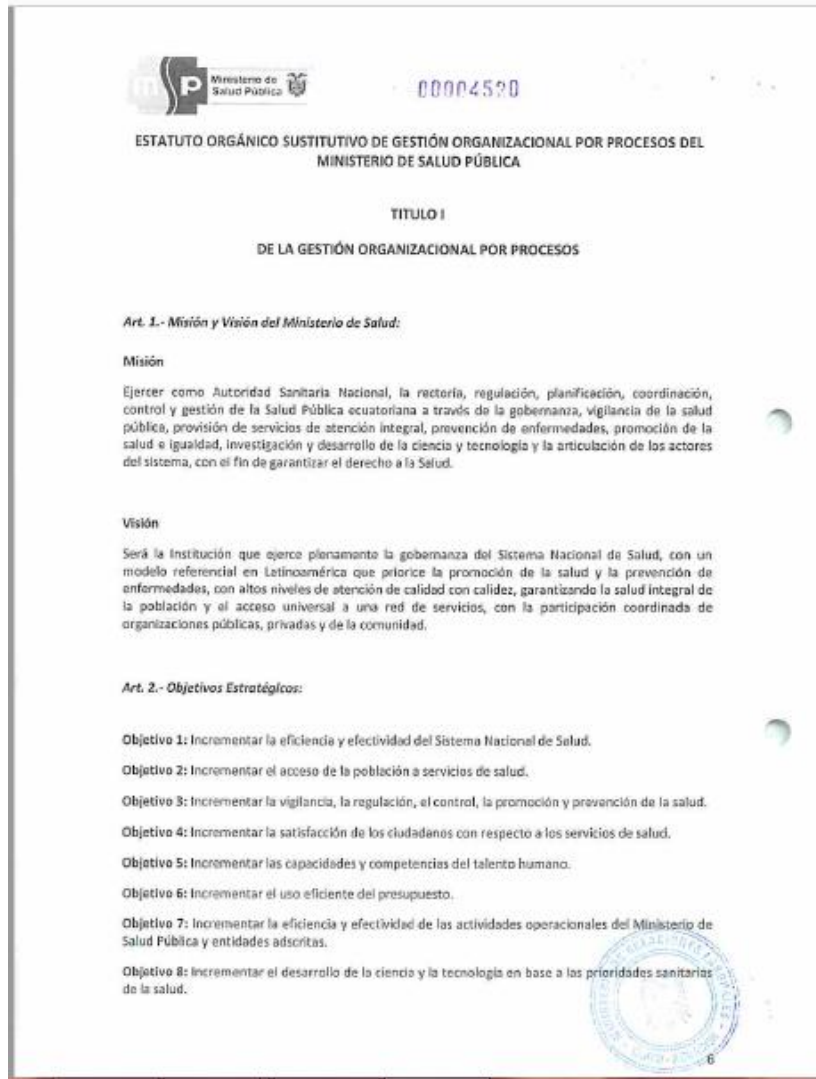 Ministerio de
Salud Pública
00004520
ESTATUTO ORGÁNICO SUSTITUTIVO DE GESTIÓN ORGANIZACIONAL POR PROCESOS DEL
MINISTERIO DE SALUD PÚBLICA
TITULO I
DE LA GESTIÓN ORGANIZACIONAL POR PROCESOS
Art. 1.- Misión y Visión del Ministerio de Salud:
Misión
Ejercer como Autoridad Sanitaria Nacional, la rectoría, regulación, planificación, coordinación,
control y gestión de la Salud Pública ecuatoriana a través de la gobernanza, vigilancia de la salud
pública, provisión de servicios de atención integral, prevención de enfermedades, promoción de la
salud e igualdad, investigación y desarrollo de la ciencia y tecnología y la articulación de los actores
del sistema, con el fin de garantizar el derecho a la Salud.
Visión
Será la Institución que ejerce plenamente la gobernanza del Sistema Nacional de Salud, con un
modelo referencial en Latinoamérica que priorice la promoción de la salud y la prevención de
enfermedades, con altos niveles de atención de calidad con calidez, garantizando la salud integral de
la población y el acceso universal a una red de servicios, con la participación coordinada de
organizaciones públicas, privadas y de la comunidad.
Art. 2.- Objetivos Estratégicos:
Objetivo 1: Incrementar la eficiencia y efectividad del Sistema Nacional de Salud.
Objetivo 2: Incrementar el acceso de la población a servicios de salud.
Objetivo 3: Incrementar la vigilancia, la regulación, el control, la promoción y prevención de la salud.
Objetivo 4: Incrementar la satisfacción de los ciudadanos con respecto a los servicios de salud.
Objetivo 5: Incrementar las capacidades y competencias del talento humano.
Objetivo 6: Incrementar el uso eficiente del presupuesto.
Objetivo 7: Incrementar la eficiencia y efectividad de las actividades operacionales del Ministerio de
Salud Pública y entidades adscritas.
Objetivo 8: Incrementar el desarrollo de la ciencia y la tecnología en base a las prioridades sanitarias
de la salud.
6